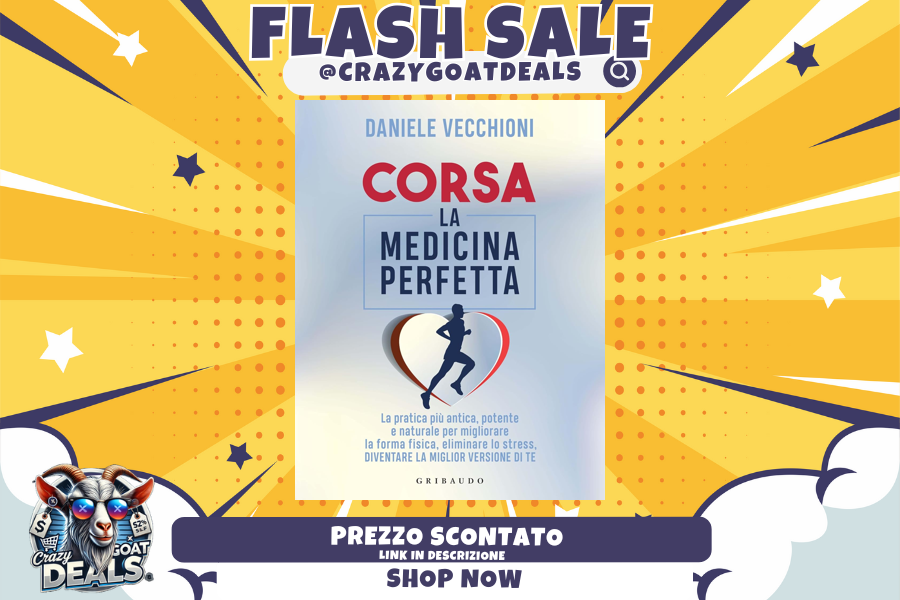 FLASH SALE
@CRAZYGOATDEALS
DANIELE VECCHIONI
CORSA
LA
MEDICINA
PERFETTA
La pratica più antica, potente
e naturale per migliorare
la forma fisica, eliminare lo stress,
DIVENTARE LA MIGLIOR VERSIONE DI TE
GRIBAUDO
PREZZO SCONTATO
LINK IN DESCRIZIONE
SHOP NOW
$
52%
Crazy
GOAT
DEALS